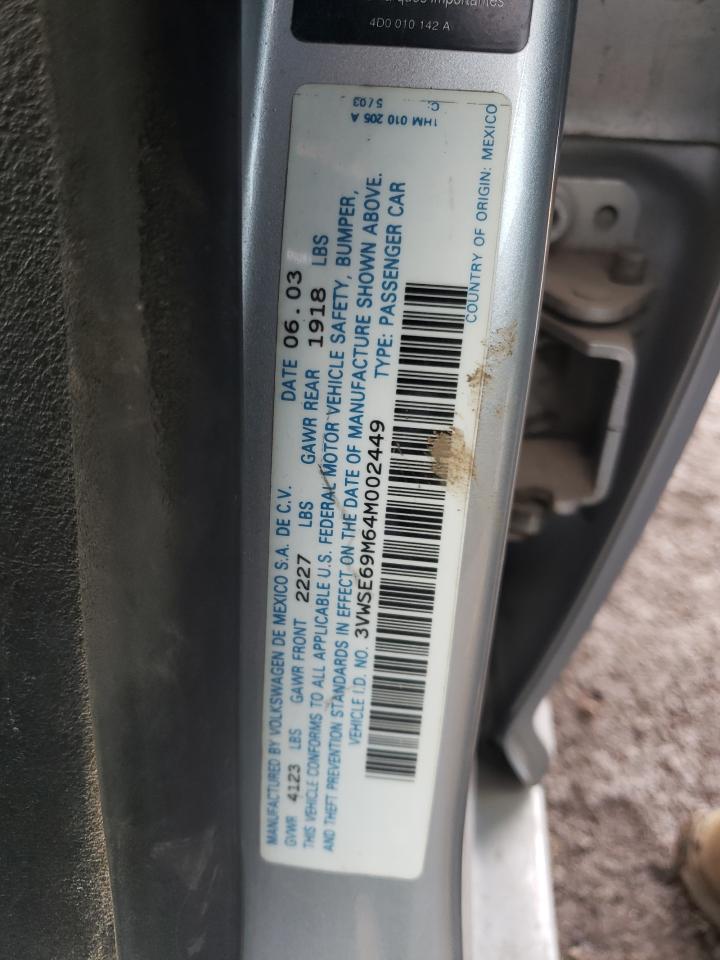 rques importantes
4D0 010 142 A
1HM 010 205 A
5/03
C:
MANUFACTURED BY VOLKSWAGEN DE MEXICO S.A. DE C.V. DATE 06.03
GVWR 4123 LBS GAWR FRONT 2227 LBS GAWR REAR 1918 LBS
THIS VEHICLE CONFORMS TO ALL APPLICABLE U.S. FEDERAL MOTOR VEHICLE SAFETY, BUMPER,
AND THEFT PREVENTION STANDARDS IN EFFECT ON THE DATE OF MANUFACTURE SHOWN ABOVE.
VEHICLE I.D. NO. 3VWSE69M64M002449 TYPE: PASSENGER CAR
COUNTRY OF ORIGIN: MEXICO